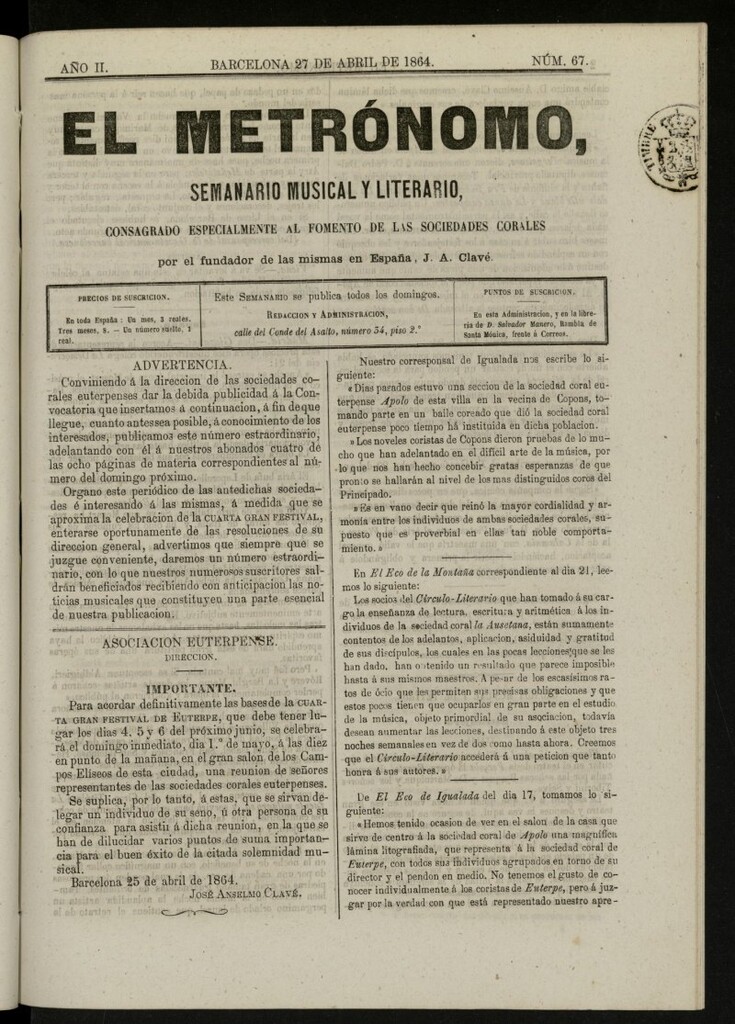 AÑO II.
BARCELONA 27 DE ABRIL DE 1864.
NÚM. 67.
EL METRÓNOMO,
TIMBRE
SEMANARIO MUSICAL Y LITERARIO,
CONSAGRADO ESPECIALMENTE AL FOMENTO DE LAS SOCIEDADES CORALES
por el fundador de las mismas en España, J. A. Clavé.
PRECIOS DE SUSCRICION.
En toda España: Un mes, 3 reales.
Tres meses, 8. — Un número suelto, 1
real.
Este SEMANARIO se publica todos los domingos.
REDACCION Y ADMINISTRACION,
calle del Conde del Asalto, número 34, piso 2.º
PUNTOS DE SUSCRICION.
En esta Administracion, y en la libre-
ria de D. Salvador Manero, Rambla de
Santa Mónica, frente á Correos.
ADVERTENCIA.
Conviniendo á la direccion de las sociedades co-
rales euterpenses dar la debida publicidad á la Con-
vocatoria que insertamos á continuacion, á fin de que
llegue, cuanto antes sea posible, á conocimiento de los
interesados, publicamos este número estraordinario,
adelantando con él á nuestros abonados cuatro de
las ocho páginas de materia correspondientes al nú-
mero del domingo próximo.
Organo este periódico de las antedichas socieda-
des é interesando á las mismas, á medida que se
aproxima la celebracion de la CUARTA GRAN FESTIVAL,
enterarse oportunamente de las resoluciones de su
direccion general, advertimos que siempre que se
juzgue conveniente, daremos un número estraordi-
nario, con lo que nuestros numerosos suscritores sal-
drán beneficiados recibiendo con anticipacion las no-
ticias musicales que constituyen una parte esencial
de nuestra publicacion.
ASOCIACION EUTERPENSE.
DIRECCION.
IMPORTANTE.
Para acordar definitivamente las bases de la CUAR-
TA GRAN FESTIVAL DE EUTERPE, que debe tener lu-
gar los dias 4, 5 y 6 del próximo junio, se celebra-
rá el domingo inmediato, dia 1.º de mayo, á las diez
en punto de la mañana, en el gran salon de los Cam-
pos Elíseos de esta ciudad, una reunion de señores
representantes de las sociedades corales euterpenses.
Se suplica, por lo tanto, á estas, que se sirvan de-
legar un individuo de su seno, ú otra persona de su
confianza para asistir á dicha reunion, en la que se
han de dilucidar varios puntos de suma importan-
cia para el buen éxito de la citada solemnidad mu-
sical.
Barcelona 25 de abril de 1864.
JOSÉ ANSELMO CLAVÉ.
Nuestro corresponsal de Igualada nos escribe lo si-
guiente:
«Dias pasados estuvo una seccion de la sociedad coral eu-
terpense Apolo de esta villa en la vecina de Copons, to-
mando parte en un baile coreado que dió la sociedad coral
euterpense poco tiempo há instituida en dicha poblacion.
»Los noveles coristas de Copons dieron pruebas de lo mu-
cho que han adelantado en el difícil arte de la música, por
lo que nos han hecho concebir gratas esperanzas de que
pronto se hallarán al nivel de los mas distinguidos coros del
Principado.
»Es en vano decir que reinó la mayor cordialidad y ar-
monía entre los individuos de ambas sociedades corales, su-
puesto que es proverbial en ellas tan noble comporta-
miento.»
En El Eco de la Montaña correspondiente al dia 21, lee-
mos lo siguiente:
Los socios del Círculo-Literario que han tomado á su car-
go la enseñanza de lectura, escritura y aritmética á los in-
dividuos de la sociedad coral la Ausetana, están sumamente
contentos de los adelantos, aplicacion, asiduidad y gratitud
de sus discípulos, los cuales en las pocas lecciones que se les
han dado, han obtenido un resultado que parece imposible
hasta á sus mismos maestros. A pesar de los escasísimos ra-
tos de ócio que les permiten sus precisas obligaciones y que
estos pocos tienen que ocuparlos en gran parte en el estudio
de la música, objeto primordial de su asociacion, todavía
desean aumentar las lecciones, destinando á este objeto tres
noches semanales en vez de dos como hasta ahora. Creemos
que el Circulo-Literario accederá á una peticion que tanto
honra á sus autores.»
De El Eco de Igualada del dia 17, tomamos lo si-
guiente:
«Hemos tenido ocasion de ver en el salon de la casa que
sirve de centro á la sociedad coral de Apolo una magnífica
lámina litografiada, que representa á la sociedad coral de
Euterpe, con todos sus individuos agrupados en torno de su
director y el pendon en medio. No tenemos el gusto de co-
nocer individualmente á los coristas de Euterpe, pero á juz-
gar por la verdad con que está representado nuestro apre-